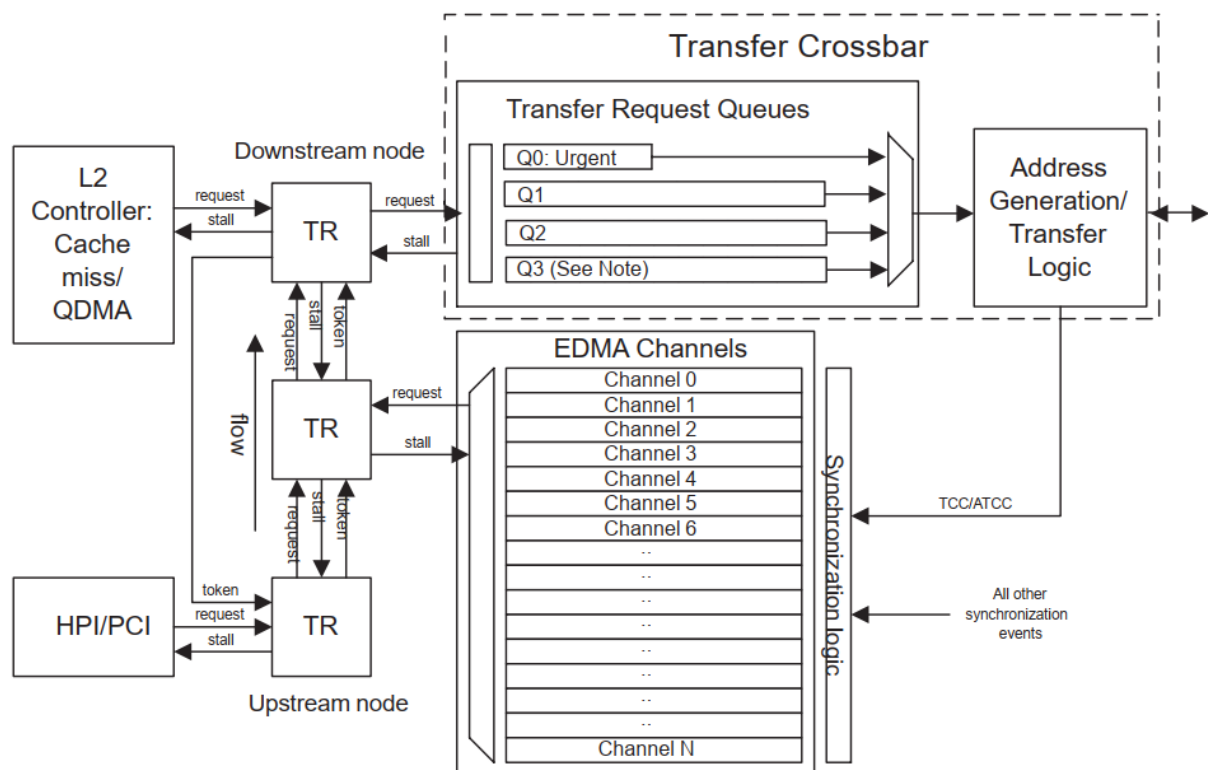 Transfer Crossbar
Transfer Request Queues
Q0: Urgent
Q1
Q2
Q3 (See Note)
Address
Generation/
Transfer
Logic
Downstream node
L2
Controller:
Cache
miss/
QDMA
request
stall
TR
request
stall
request
stall
token
flow
TR
request
stall
request
stall
token
token
HPI/PCI
request
stall
TR
Upstream node
EDMA Channels
Channel 0
Channel 1
Channel 2
Channel 3
Channel 4
Channel 5
Channel 6
..
..
..
..
..
..
..
..
Channel N
Synchronization logic
TCC/ATCC
All other
synchronization
events